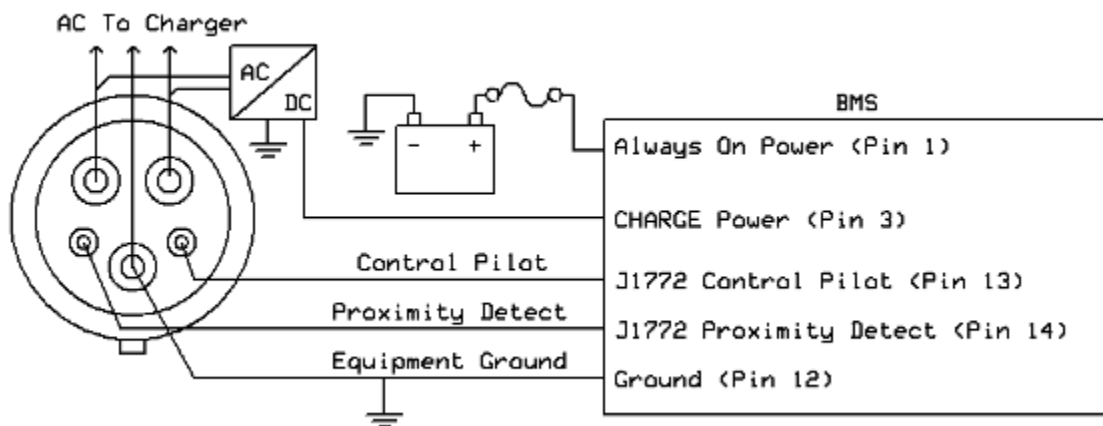 AC To Charger
AC
DC
BMS
- +
Always On Power (Pin 1)
CHARGE Power (Pin 3)
Control Pilot
J1772 Control Pilot (Pin 13)
Proximity Detect
J1772 Proximity Detect (Pin 14)
Equipment Ground
Ground (Pin 12)